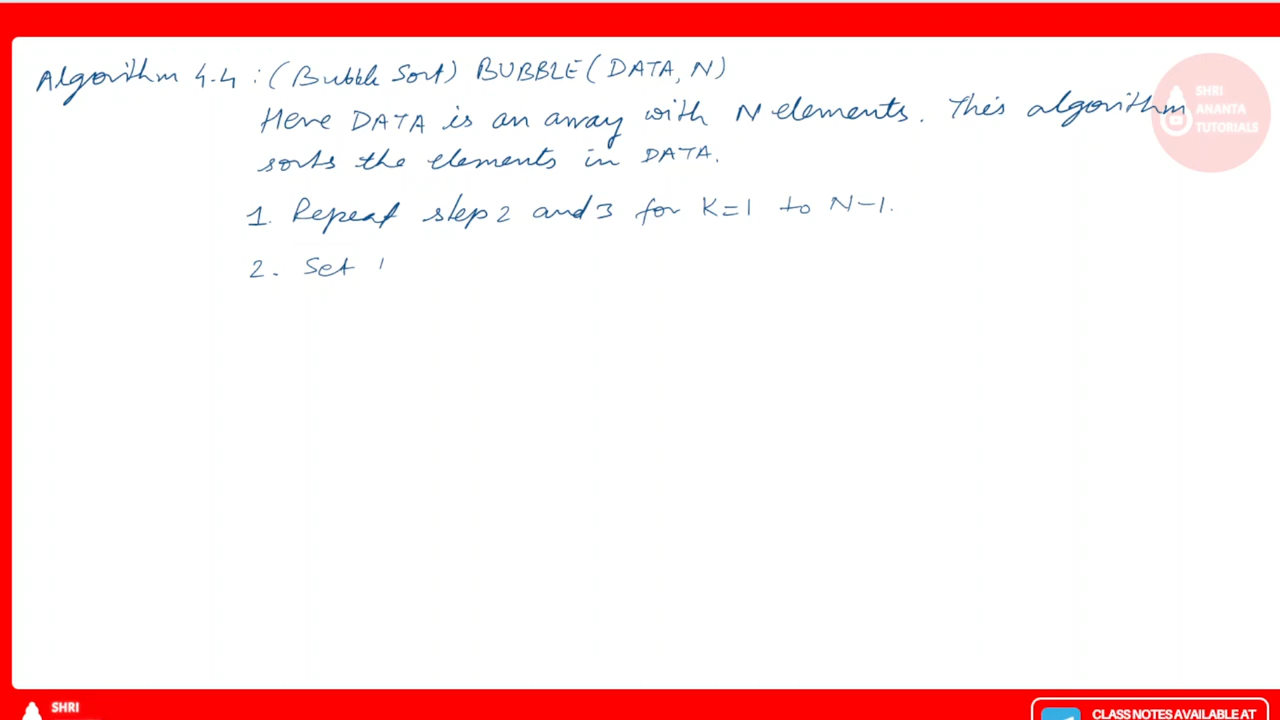 Algorithm 4.4 : (Bubble Sort) BUBBLE (DATA, N)
Here DATA is an array with N elements. This algorithm
sorts the elements in DATA.
1. Repeat step 2 and 3 for K=1 to N-1.
2. Set
SHRI
ANANTA
TUTORIALS
SHRI
CLASS NOTES AVAILABLE AT